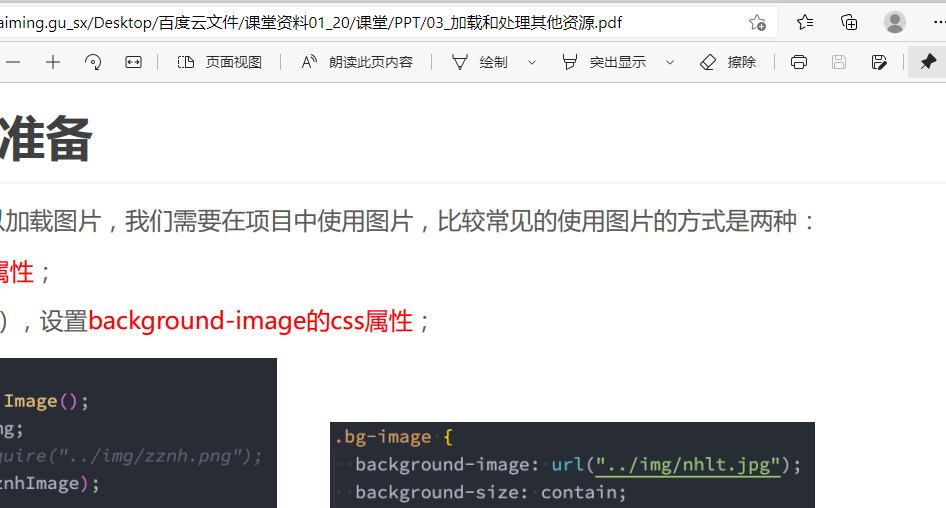 aiming.gu_sx/Desktop/百度云文件/课堂资料01_20/课堂/PPT/03_加载和处理其他资源.pdf
页面视图 朗读此页内容 绘制 突出显示 擦除
准备
以加载图片，我们需要在项目中使用图片，比较常见的使用图片的方式是两种：
属性；
），设置background-image的css属性；
Image();
ng;
quire("../img/zznh.png");
znhImage);
.bg-image {
background-image: url("../img/nhlt.jpg");
background-size: contain;